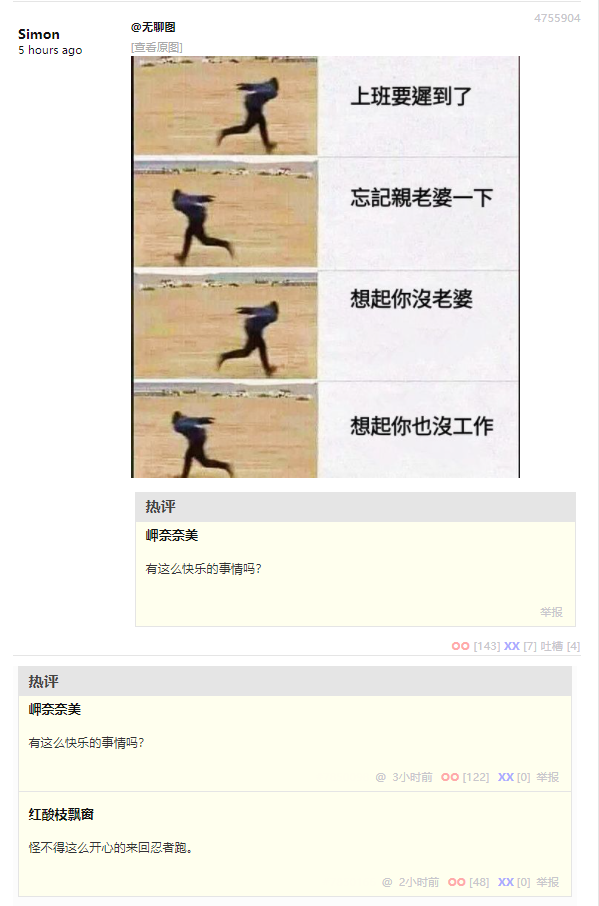 4755904
Simon
5 hours ago
@无聊图
[查看原图]
上班要遲到了
忘記親老婆一下
想起你沒老婆
想起你也沒工作
热评
岬奈奈美
有这么快乐的事情吗?
举报
OO [143] XX [7] 吐槽 [4]
热评
岬奈奈美
有这么快乐的事情吗?
@ 3小时前 OO [122] XX [0] 举报
红酸枝飘窗
怪不得这么开心的来回忍者跑。
@ 2小时前 OO [48] XX [0] 举报